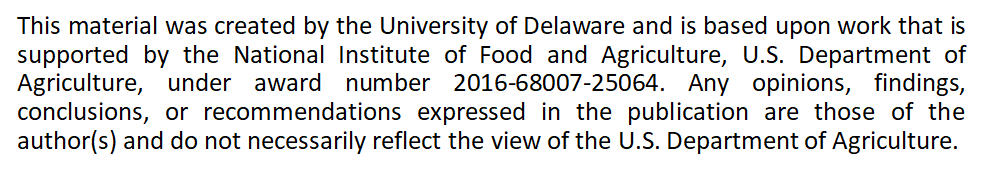 This material was created by the University of Delaware and is based upon work that is
supported by the National Institute of Food and Agriculture, U.S. Department of
Agriculture, under award number 2016-68007-25064. Any opinions, findings,
conclusions, or recommendations expressed in the publication are those of the
author(s) and do not necessarily reflect the view of the U.S. Department of Agriculture.